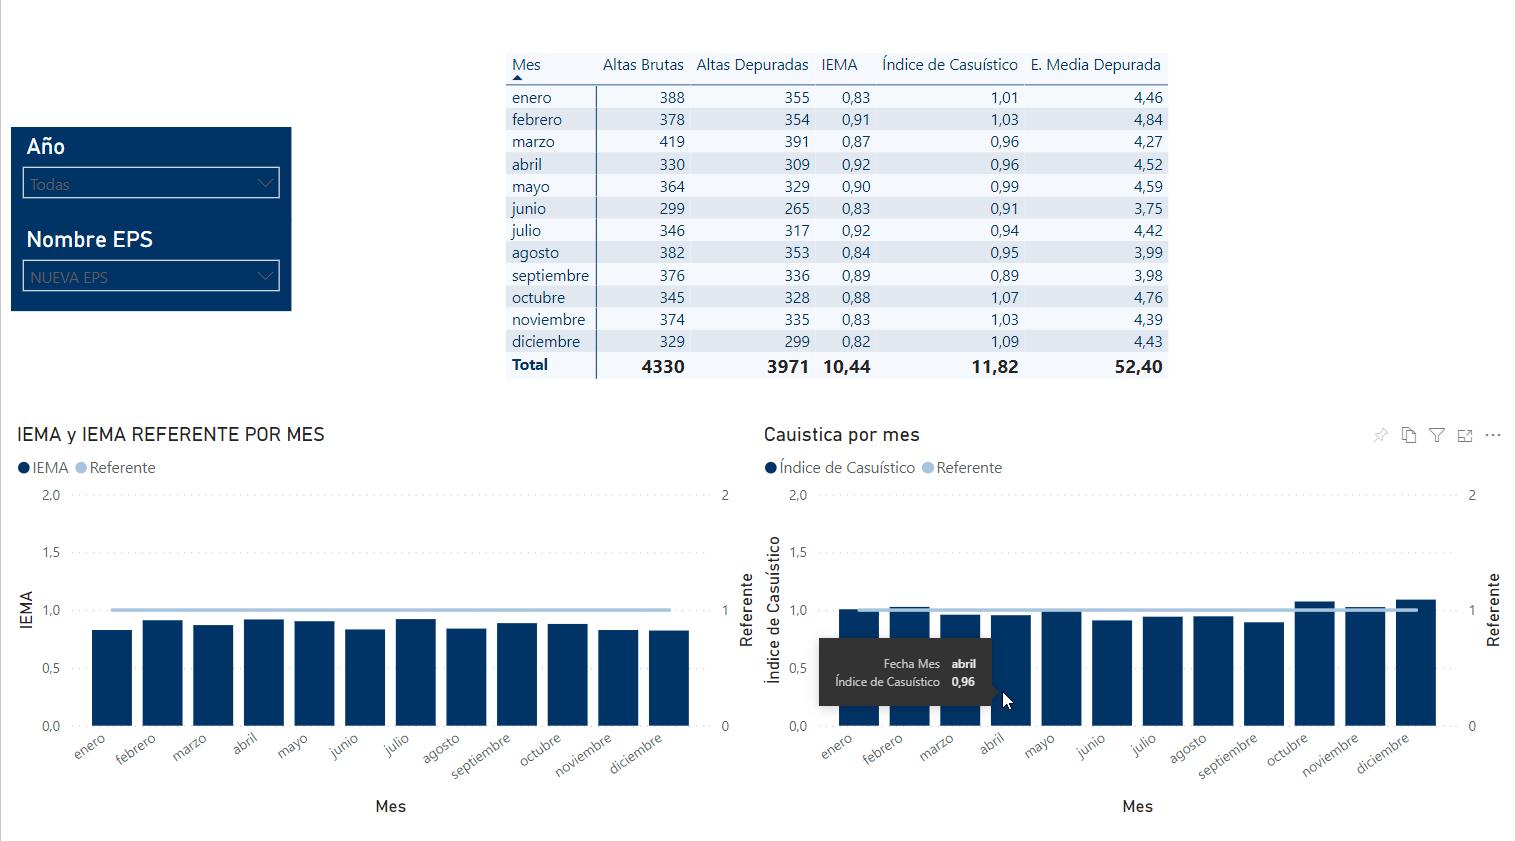 Mes Altas Brutas Altas Depuradas IEMA Índice de Casuístico E. Media Depurada
enero 388 355 0,83 1,01 4,46
febrero 378 354 0,91 1,03 4,84
marzo 419 391 0,87 0,96 4,27
abril 330 309 0,92 0,96 4,52
mayo 364 329 0,90 0,99 4,59
junio 299 265 0,83 0,91 3,75
julio 346 317 0,92 0,94 4,42
agosto 382 353 0,84 0,95 3,99
septiembre 376 336 0,89 0,89 3,98
octubre 345 328 0,88 1,07 4,76
noviembre 374 335 0,83 1,03 4,39
diciembre 329 299 0,82 1,09 4,43
Total 4330 3971 10,44 11,82 52,40
Año
Todas
Nombre EPS
NUEVA EPS
IEMA y IEMA REFERENTE POR MES
IEMA Referente
2,0 2
1,5
1,0 1
0,5
0,0 0
IEMA
Referente
enero febrero marzo abril mayo junio julio agosto septiembre octubre noviembre diciembre
Mes
Cauistica por mes
Índice de Casuístico Referente
2,0 2
1,5
1,0 1
0,5
0,0 0
Índice de Casuístico
Referente
Fecha Mes abril
Índice de Casuístico 0,96
enero febrero marzo abril mayo junio julio agosto septiembre octubre noviembre diciembre
Mes